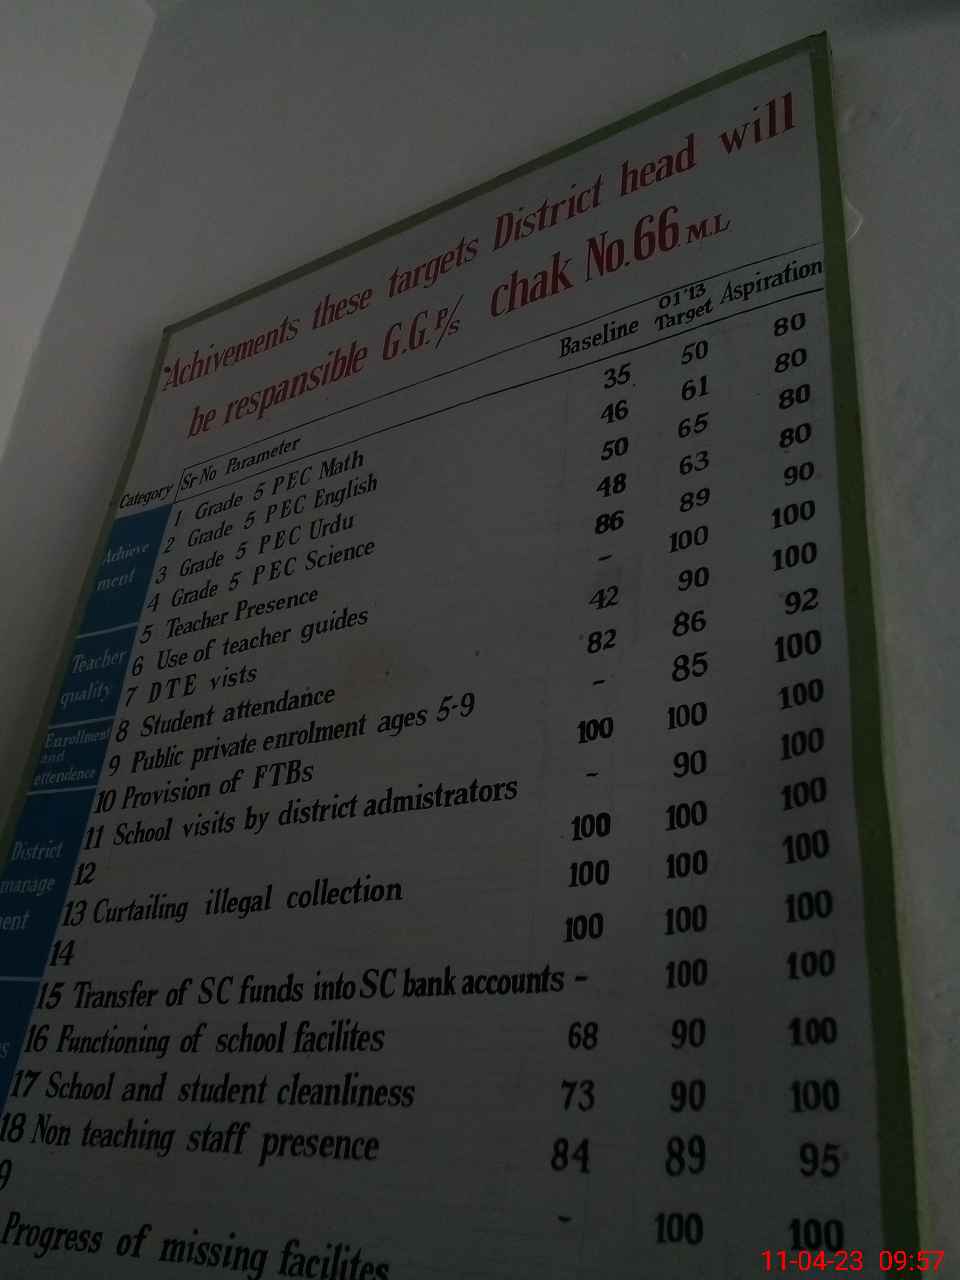 Achivements these targets District head will
be respansible G.G.P/s chak No.66 M.L
Category Sr-No Parameter Baseline 01'13 Target Aspiration
Achieve
ment
1 Grade 5 PEC Math 35 50 80
2 Grade 5 PEC English 46 61 80
3 Grade 5 PEC Urdu 50 65 80
4 Grade 5 PEC Science 48 63 80
Teacher
quality
5 Teacher Presence 86 89 90
6 Use of teacher guides - 100 100
7 DTE vists 42 90 100
Enrollment
and
ettendence
8 Student attendance 82 86 92
9 Public private enrolment ages 5-9 - 85 100
District
manage
ent
10 Provision of FTBs 100 100 100
11 School visits by district admistrators - 90 100
12 100 100 100
13 Curtailing illegal collection 100 100 100
14 100 100 100
15 Transfer of SC funds into SC bank accounts - 100 100
s
16 Functioning of school facilites 68 90 100
17 School and student cleanliness 73 90 100
18 Non teaching staff presence 84 89 95
9 - 100 100
Progress of missing facilites
11-04-23 09:57